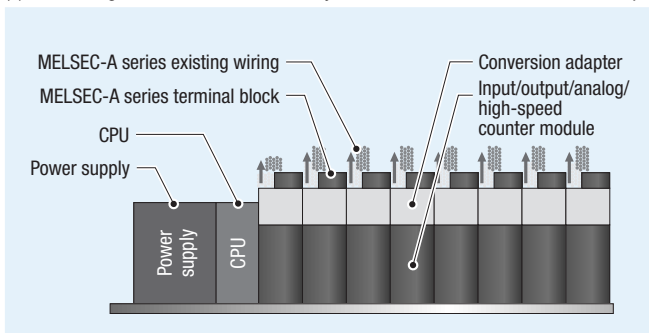 MELSEC-A series existing wiring
MELSEC-A series terminal block
CPU
Power supply
Conversion adapter
Input/output/analog/
high-speed
counter module
Power
supply
CPU